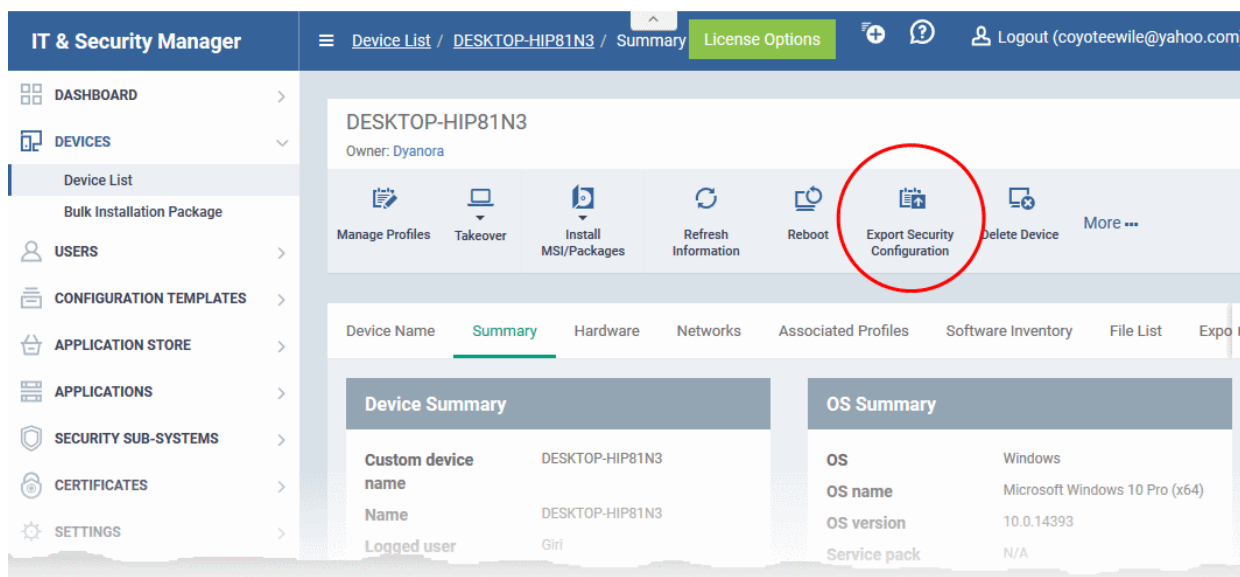 IT & Security Manager
Device List / DESKTOP-HIP81N3 / Summary
License Options
Logout (coyoteewile@yahoo.com)
DASHBOARD
DEVICES
Device List
Bulk Installation Package
USERS
CONFIGURATION TEMPLATES
APPLICATION STORE
APPLICATIONS
SECURITY SUB-SYSTEMS
CERTIFICATES
SETTINGS
DESKTOP-HIP81N3
Owner: Dyanora
Manage Profiles
Takeover
Install
MSI/Packages
Refresh
Information
Reboot
Export Security
Configuration
Delete Device
More ...
Device Name Summary Hardware Networks Associated Profiles Software Inventory File List Expo
Device Summary
Custom device name DESKTOP-HIP81N3
Name DESKTOP-HIP81N3
Logged user Giri
OS Summary
OS Windows
OS name Microsoft Windows 10 Pro (x64)
OS version 10.0.14393
Service pack N/A